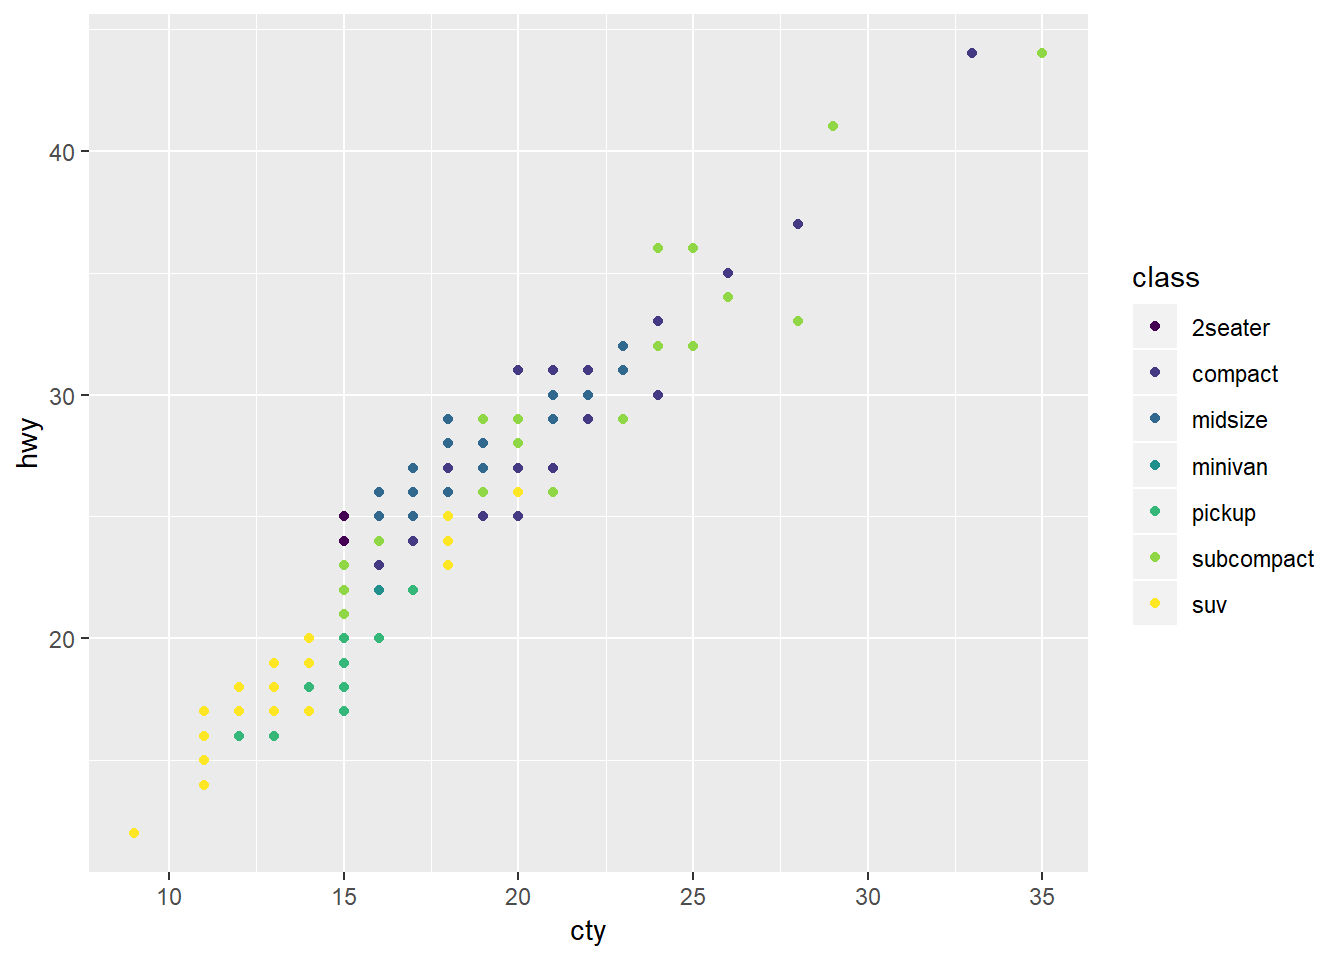 40
30
20
hwy
10 15 20 25 30 35
cty
class
2seater
compact
midsize
minivan
pickup
subcompact
suv